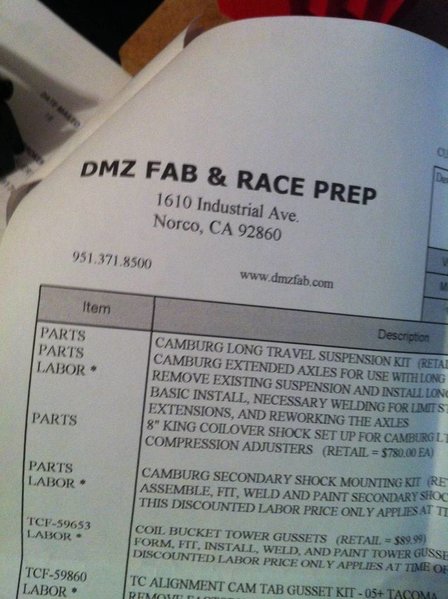 DMZ FAB & RACE PREP
1610 Industrial Ave.
Norco, CA 92860
951.371.8500
www.dmzfab.com
Item Description
PARTS CAMBURG LONG TRAVEL SUSPENSION KIT (RETAI
PARTS CAMBURG EXTENDED AXLES FOR USE WITH LONG
LABOR * REMOVE EXISTING SUSPENSION AND INSTALL LONG
BASIC INSTALL, NECESSARY WELDING FOR LIMIT ST
EXTENSIONS, AND REWORKING THE AXLES
PARTS 8" KING COILOVER SHOCK SET UP FOR CAMBURG LT
COMPRESSION ADJUSTERS (RETAIL = $780.00 EA)
PARTS CAMBURG SECONDARY SHOCK MOUNTING KIT (RE
LABOR * ASSEMBLE, FIT, WELD AND PAINT SECONDARY SHOC
THIS DISCOUNTED LABOR PRICE ONLY APPLIES AT TI
TCF-59653 COIL BUCKET TOWER GUSSETS (RETAIL = $89.99)
LABOR * FORM, FIT, INSTALL, WELD, AND PAINT TOWER GUSSE
DISCOUNTED LABOR PRICE ONLY APPLIES AT TIME OF
TCF-59860 TC ALIGNMENT CAM TAB GUSSET KIT - 05+ TACOMA
LABOR *